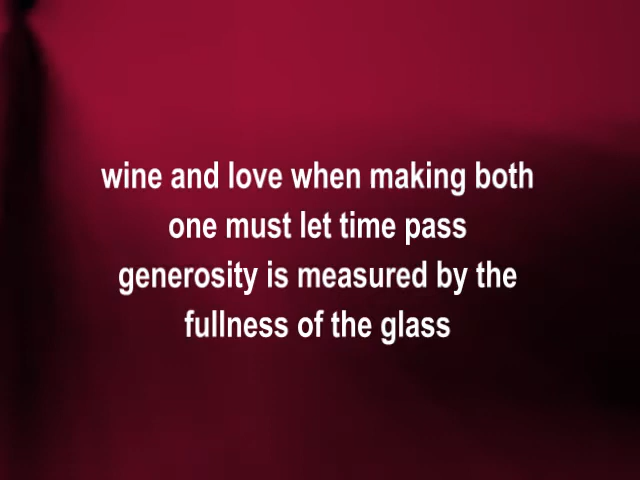 wine and love when making both
one must let time pass
generosity is measured by the
fullness of the glass